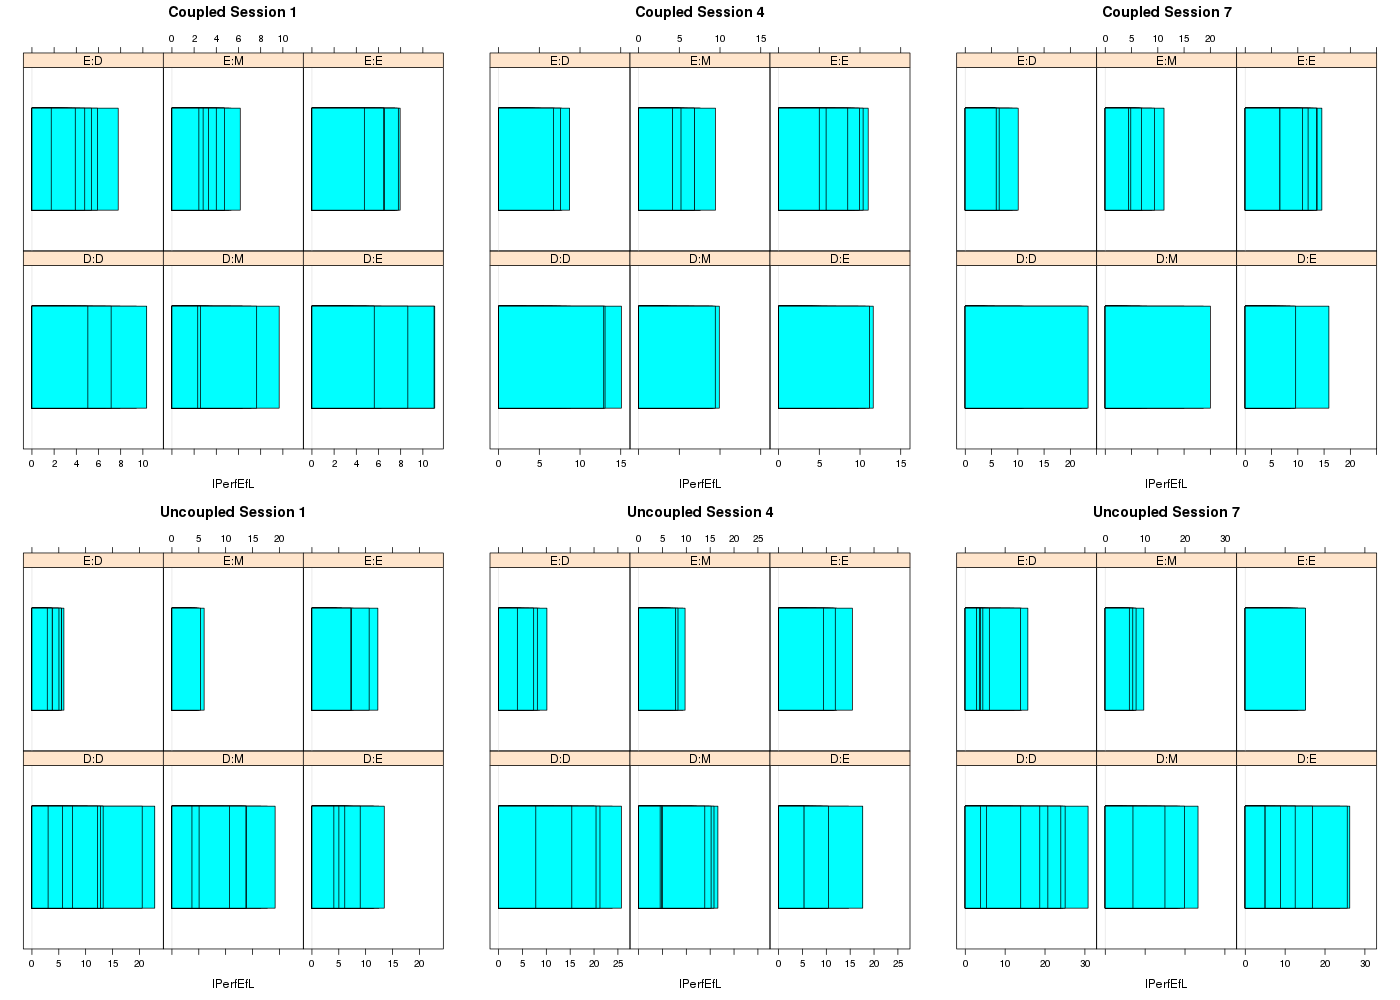 Coupled Session 1
Coupled Session 4
Coupled Session 7
0 2 4 6 8 10
0 5 15
0 5 10 20
E:D E:M E:E
E:D E:M E:E
E:D E:M E:E
D:D D:M D:E
D:D D:M D:E
D:D D:M D:E
0 2 4 6 8 10 0 2 4 6 8 10
0 5 10 15 0 5 10 15
0 5 10 20 0 5 10 20
lPerfEfL
lPerfEfL
lPerfEfL
Uncoupled Session 1
Uncoupled Session 4
Uncoupled Session 7
0 5 10 15 20
0 5 10 15 20 25
0 10 20 30
E:D E:M E:E
E:D E:M E:E
E:D E:M E:E
D:D D:M D:E
D:D D:M D:E
D:D D:M D:E
0 5 10 15 20 0 5 10 15 20
0 5 10 15 20 25 0 5 10 15 20 25
0 10 20 30 0 10 20 30
lPerfEfL
lPerfEfL
lPerfEfL